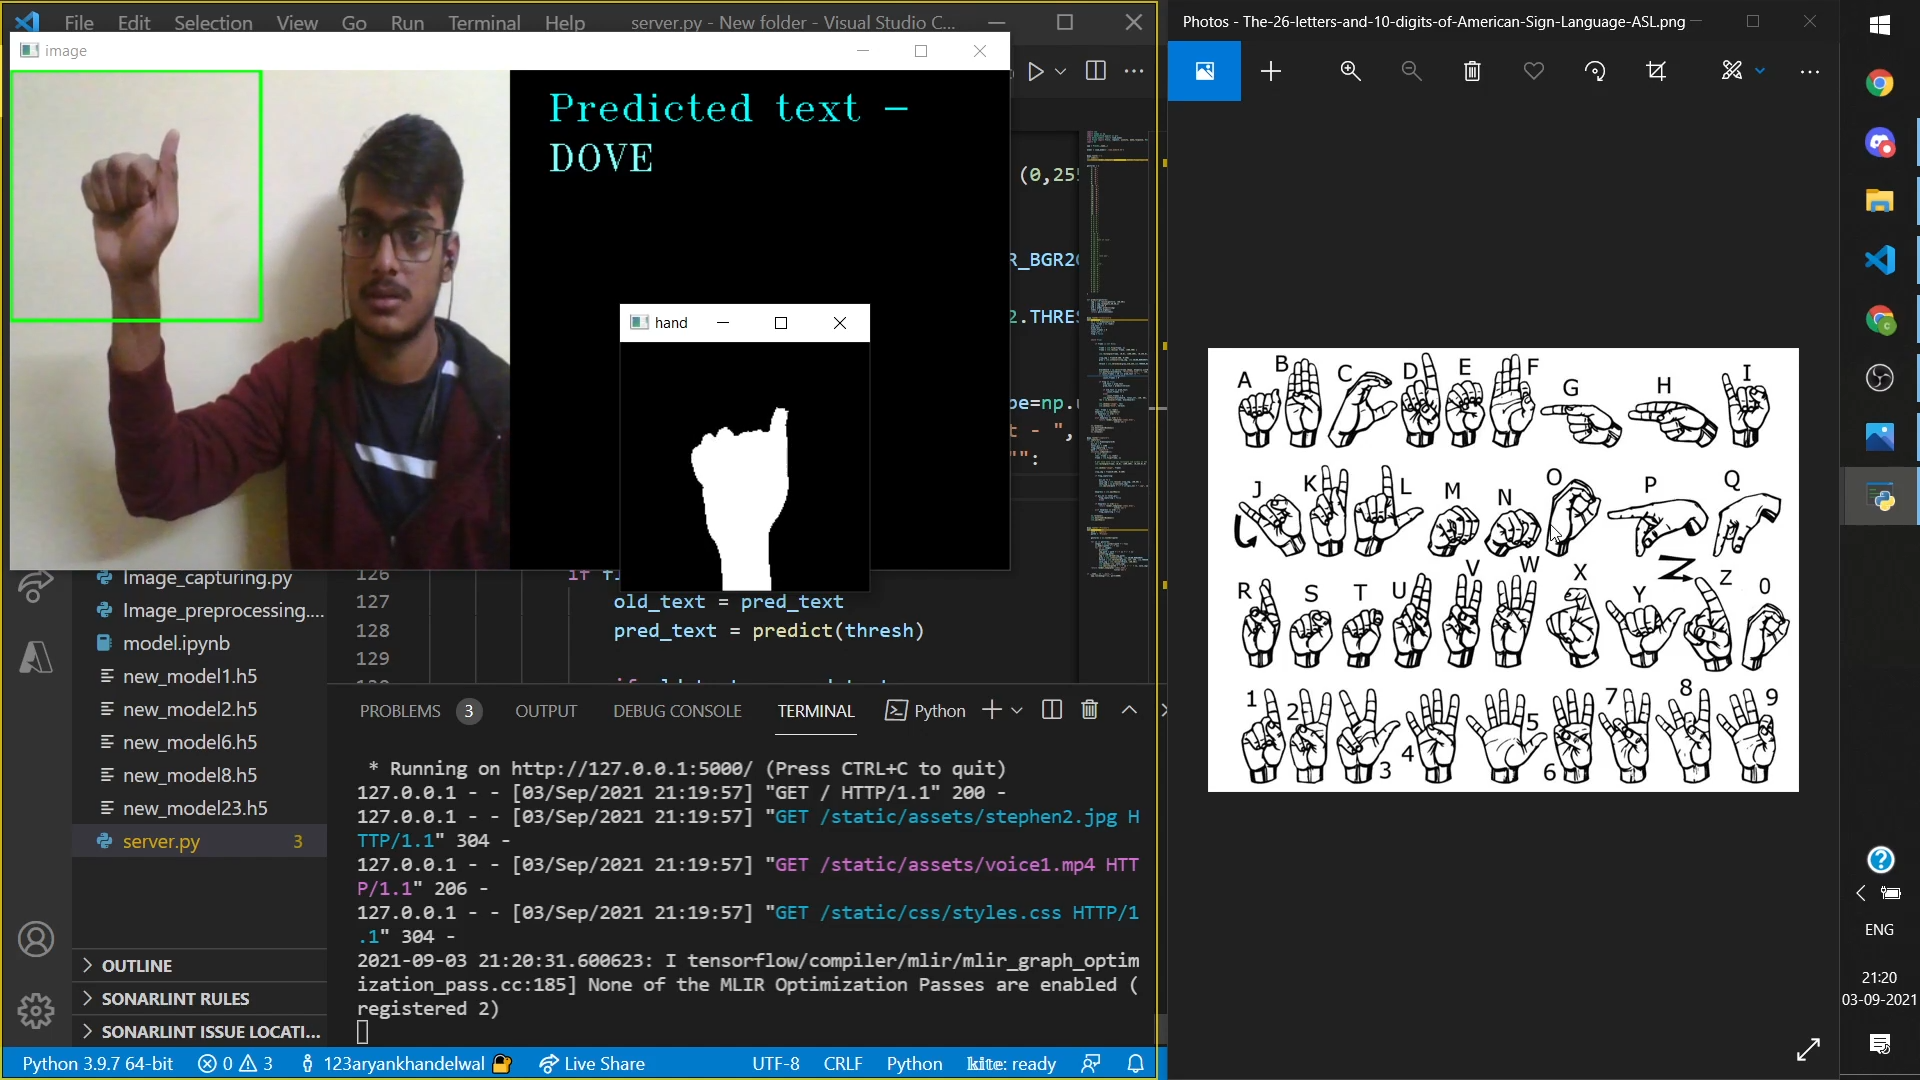 File Edit Selection View Go Run Terminal Help server.py - New folder - Visual Studio C...
image
Predicted text -
DOVE
hand
(0,255
R_BGR2G
2.THRES
pe=np.u
t - ",
"":
Image_capturing.py
Image_preprocessing....
model.ipynb
new_model1.h5
new_model2.h5
new_model6.h5
new_model8.h5
new_model23.h5
server.py 3
OUTLINE
SONARLINT RULES
SONARLINT ISSUE LOCATI...
126
127 old_text = pred_text
128 pred_text = predict(thresh)
129
PROBLEMS 3 OUTPUT DEBUG CONSOLE TERMINAL Python
* Running on http://127.0.0.1:5000/ (Press CTRL+C to quit)
127.0.0.1 - - [03/Sep/2021 21:19:57] "GET / HTTP/1.1" 200 -
127.0.0.1 - - [03/Sep/2021 21:19:57] "GET /static/assets/stephen2.jpg H
TTP/1.1" 304 -
127.0.0.1 - - [03/Sep/2021 21:19:57] "GET /static/assets/voice1.mp4 HTT
P/1.1" 206 -
127.0.0.1 - - [03/Sep/2021 21:19:57] "GET /static/css/styles.css HTTP/1
.1" 304 -
2021-09-03 21:20:31.600623: I tensorflow/compiler/mlir/mlir_graph_optim
ization_pass.cc:185] None of the MLIR Optimization Passes are enabled (
registered 2)
Python 3.9.7 64-bit 0 3 123aryankhandelwal Live Share UTF-8 CRLF Python kite: ready
Photos - The-26-letters-and-10-digits-of-American-Sign-Language-ASL.png
A B C D E F G H I
J K L M N O P Q
R S T U V W X Y Z 0
1 2 3 4 5 6 7 8 9
ENG
21:20
03-09-2021